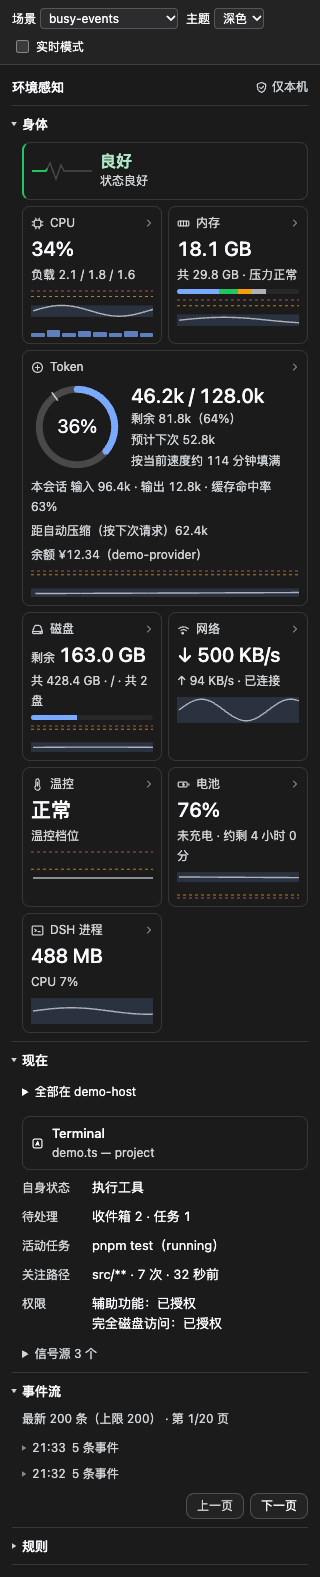 场景 busy-events 主题 深色
实时模式
环境感知 仅本机
身体
良好
状态良好
CPU
34%
负载 2.1 / 1.8 / 1.6
内存
18.1 GB
共 29.8 GB · 压力正常
Token
36%
46.2k / 128.0k
剩余 81.8k（64%）
预计下次 52.8k
按当前速度约 114 分钟填满
本会话 输入 96.4k · 输出 12.8k · 缓存命中率
63%
距自动压缩（按下次请求）62.4k
余额 ¥12.34（demo-provider）
磁盘
剩余 163.0 GB
共 428.4 GB · / · 共 2
盘
网络
↓ 500 KB/s
↑ 94 KB/s · 已连接
温控
正常
温控档位
电池
76%
未充电 · 约剩 4 小时 0
分
DSH 进程
488 MB
CPU 7%
现在
全部在 demo-host
Terminal
demo.ts — project
自身状态 执行工具
待处理 收件箱 2 · 任务 1
活动任务 pnpm test（running）
关注路径 src/** · 7 次 · 32 秒前
权限 辅助功能：已授权
完全磁盘访问：已授权
信号源 3 个
事件流
最新 200 条（上限 200） · 第 1/20 页
21:33 5 条事件
21:32 5 条事件
上一页 下一页
规则